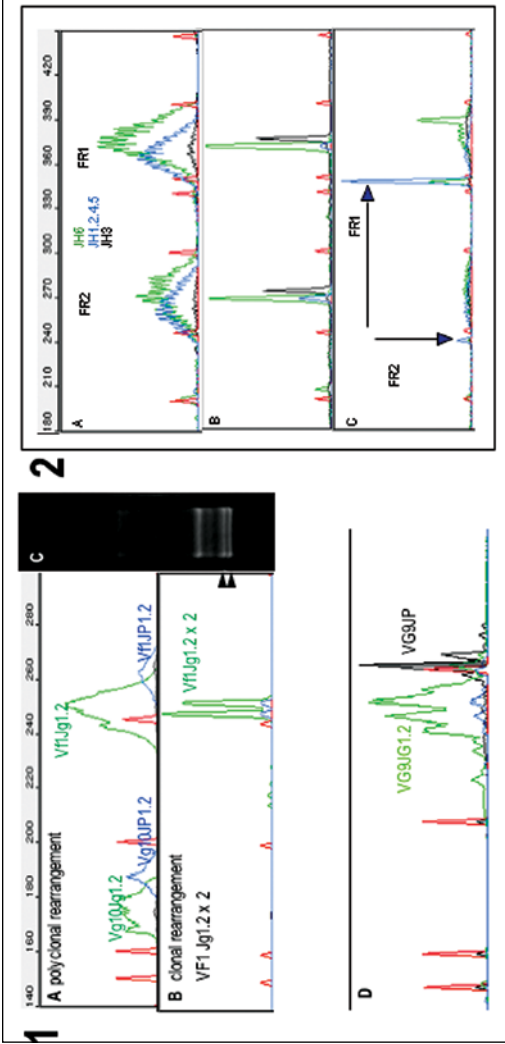 1
140 160 180 200 220 240 260 280
A polyclonal rearrangement
Vg10Jg1.2
Vg10JP1.2
Vf1Jg1.2
Vf1JP1.2
B clonal rearrangement
VF1 Jg1.2 x 2
Vf1Jg1.2 x 2
C
D
VG9JG1.2
VG9JP
2
180 210 240 270 300 330 360 390 420
A
FR2
JH6
JH1.2.4.5
JH3
FR1
B
C
FR2
FR1